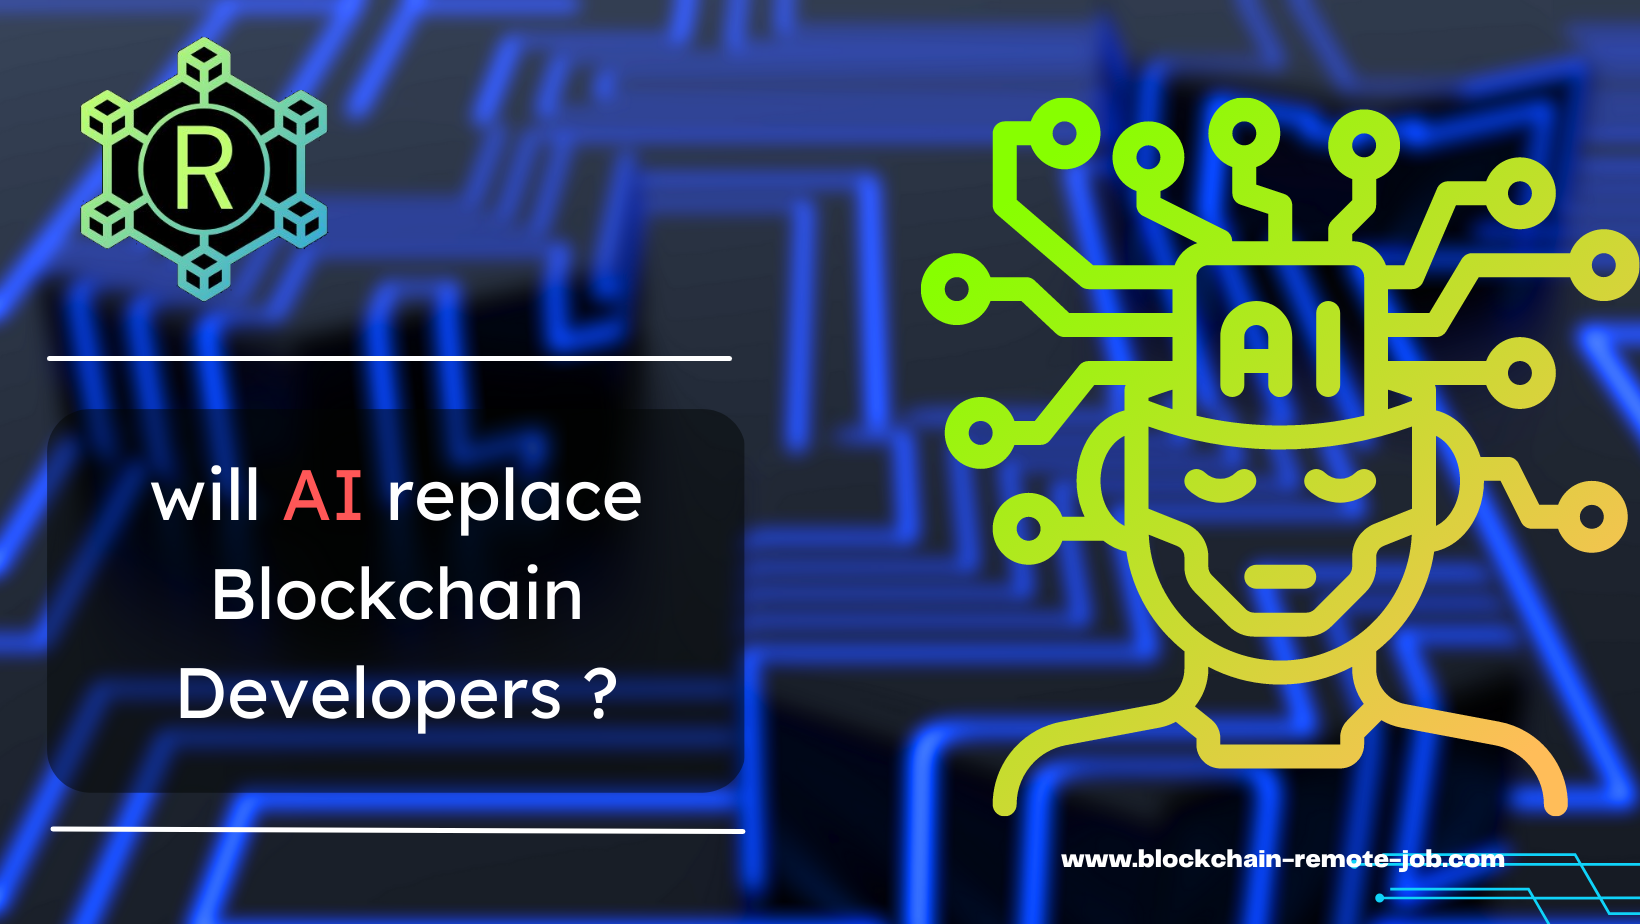 R
AI
will AI replace
Blockchain
Developers ?
www.blockchain-remote-job.com